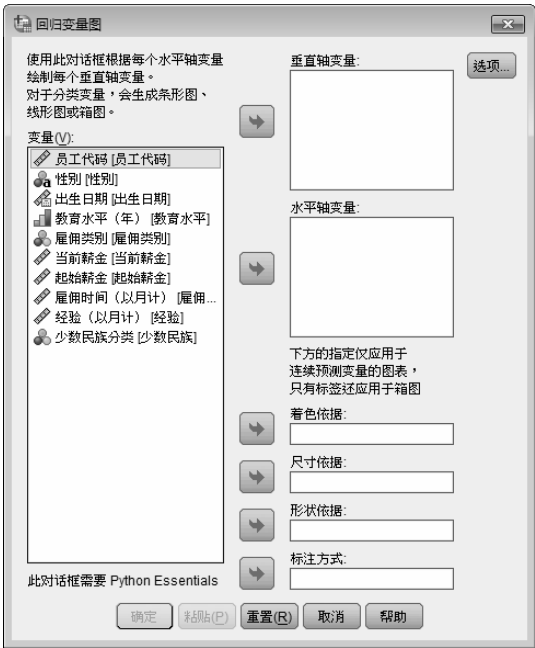 回归变量图
使用此对话框根据每个水平轴变量
绘制每个垂直轴变量。
对于分类变量，会生成条形图、
线形图或箱图。
变量(V):
员工代码 [员工代码]
性别 [性别]
出生日期 [出生日期]
教育水平（年） [教育水平]
雇佣类别 [雇佣类别]
当前薪金 [当前薪金]
起始薪金 [起始薪金]
雇佣时间（以月计） [雇佣...
经验（以月计） [经验]
少数民族分类 [少数民族]
此对话框需要 Python Essentials
垂直轴变量:
选项...
水平轴变量:
下方的指定仅应用于
连续预测变量的图表，
只有标签还应用于箱图
着色依据:
尺寸依据:
形状依据:
标注方式:
确定
粘贴(P)
重置(R)
取消
帮助